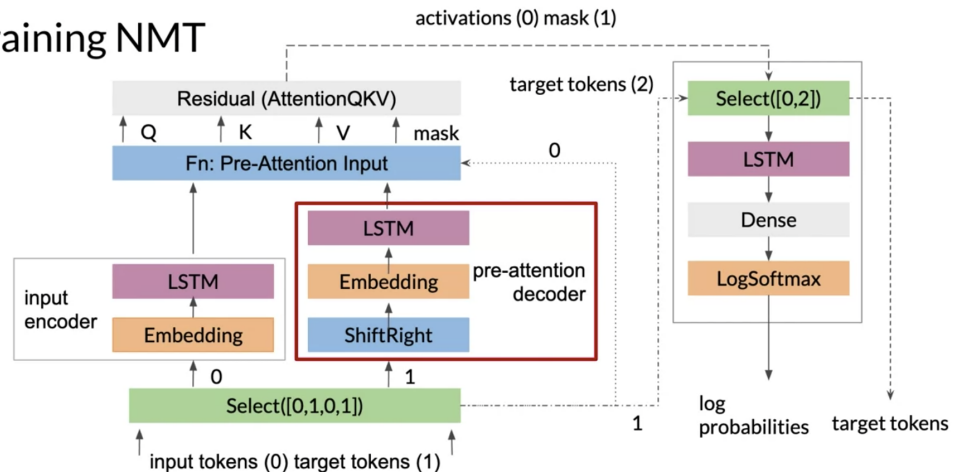 raining NMT
activations (0) mask (1)
target tokens (2)
Residual (AttentionQKV)
Q K V mask
Fn: Pre-Attention Input
0
LSTM
Embedding
ShiftRight
pre-attention
decoder
input
encoder
LSTM
Embedding
0
1
Select([0,1,0,1])
1
input tokens (0) target tokens (1)
Select([0,2])
LSTM
Dense
LogSoftmax
log
probabilities
target tokens